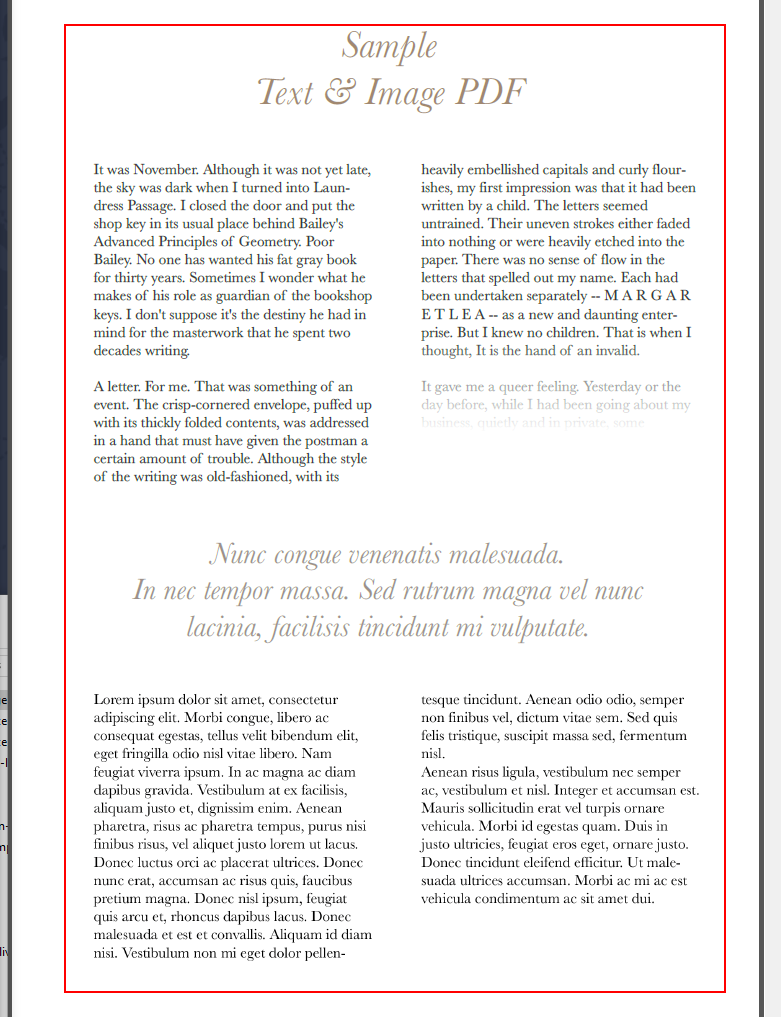 Sample
Text & Image PDF
It was November. Although it was not yet late,
the sky was dark when I turned into Laun-
dress Passage. I closed the door and put the
shop key in its usual place behind Bailey's
Advanced Principles of Geometry. Poor
Bailey. No one has wanted his fat gray book
for thirty years. Sometimes I wonder what he
makes of his role as guardian of the bookshop
keys. I don't suppose it's the destiny he had in
mind for the masterwork that he spent two
decades writing.
A letter. For me. That was something of an
event. The crisp-cornered envelope, puffed up
with its thickly folded contents, was addressed
in a hand that must have given the postman a
certain amount of trouble. Although the style
of the writing was old-fashioned, with its
heavily embellished capitals and curly flour-
ishes, my first impression was that it had been
written by a child. The letters seemed
untrained. Their uneven strokes either faded
into nothing or were heavily etched into the
paper. There was no sense of flow in the
letters that spelled out my name. Each had
been undertaken separately -- M A R G A R
E T L E A -- as a new and daunting enter-
prise. But I knew no children. That is when I
thought, It is the hand of an invalid.
It gave me a queer feeling. Yesterday or the
day before, while I had been going about my
business, quietly and in private, some
Nunc congue venenatis malesuada.
In nec tempor massa. Sed rutrum magna vel nunc
lacinia, facilisis tincidunt mi vulputate.
Lorem ipsum dolor sit amet, consectetur
adipiscing elit. Morbi congue, libero ac
consequat egestas, tellus velit bibendum elit,
eget fringilla odio nisl vitae libero. Nam
feugiat viverra ipsum. In ac magna ac diam
dapibus gravida. Vestibulum at ex facilisis,
aliquam justo et, dignissim enim. Aenean
pharetra, risus ac pharetra tempus, purus nisi
finibus risus, vel aliquet justo lorem ut lacus.
Donec luctus orci ac placerat ultrices. Donec
nunc erat, accumsan ac risus quis, faucibus
pretium magna. Donec nisl ipsum, feugiat
quis arcu et, rhoncus dapibus lacus. Donec
malesuada et est et convallis. Aliquam id diam
nisi. Vestibulum non mi eget dolor pellen-
tesque tincidunt. Aenean odio odio, semper
non finibus vel, dictum vitae sem. Sed quis
felis tristique, suscipit massa sed, fermentum
nisl.
Aenean risus ligula, vestibulum nec semper
ac, vestibulum et nisl. Integer et accumsan est.
Mauris sollicitudin erat vel turpis ornare
vehicula. Morbi id egestas quam. Duis in
justo ultricies, feugiat eros eget, ornare justo.
Donec tincidunt eleifend efficitur. Ut male-
suada ultrices accumsan. Morbi ac mi ac est
vehicula condimentum ac sit amet dui.